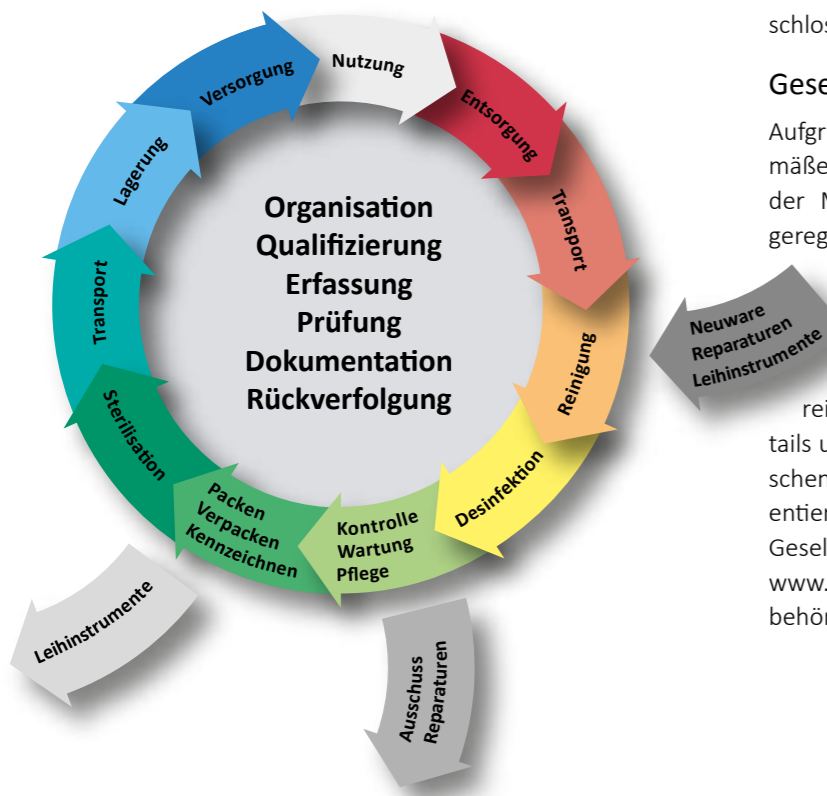 Nutzung
Entsorgung
Transport
Reinigung
Desinfektion
Kontrolle
Wartung
Pflege
Packen
Verpacken
Kennzeichnen
Sterilisation
Transport
Lagerung
Versorgung
Organisation
Qualifizierung
Erfassung
Prüfung
Dokumentation
Rückverfolgung
Neuware
Reparaturen
Leihinstrumente
Leihinstrumente
Ausschuss
Reparaturen
schlos
Gese
Aufgr
mäße
der M
gereg
rei
tails u
schen
entier
Gesel
www.
behör